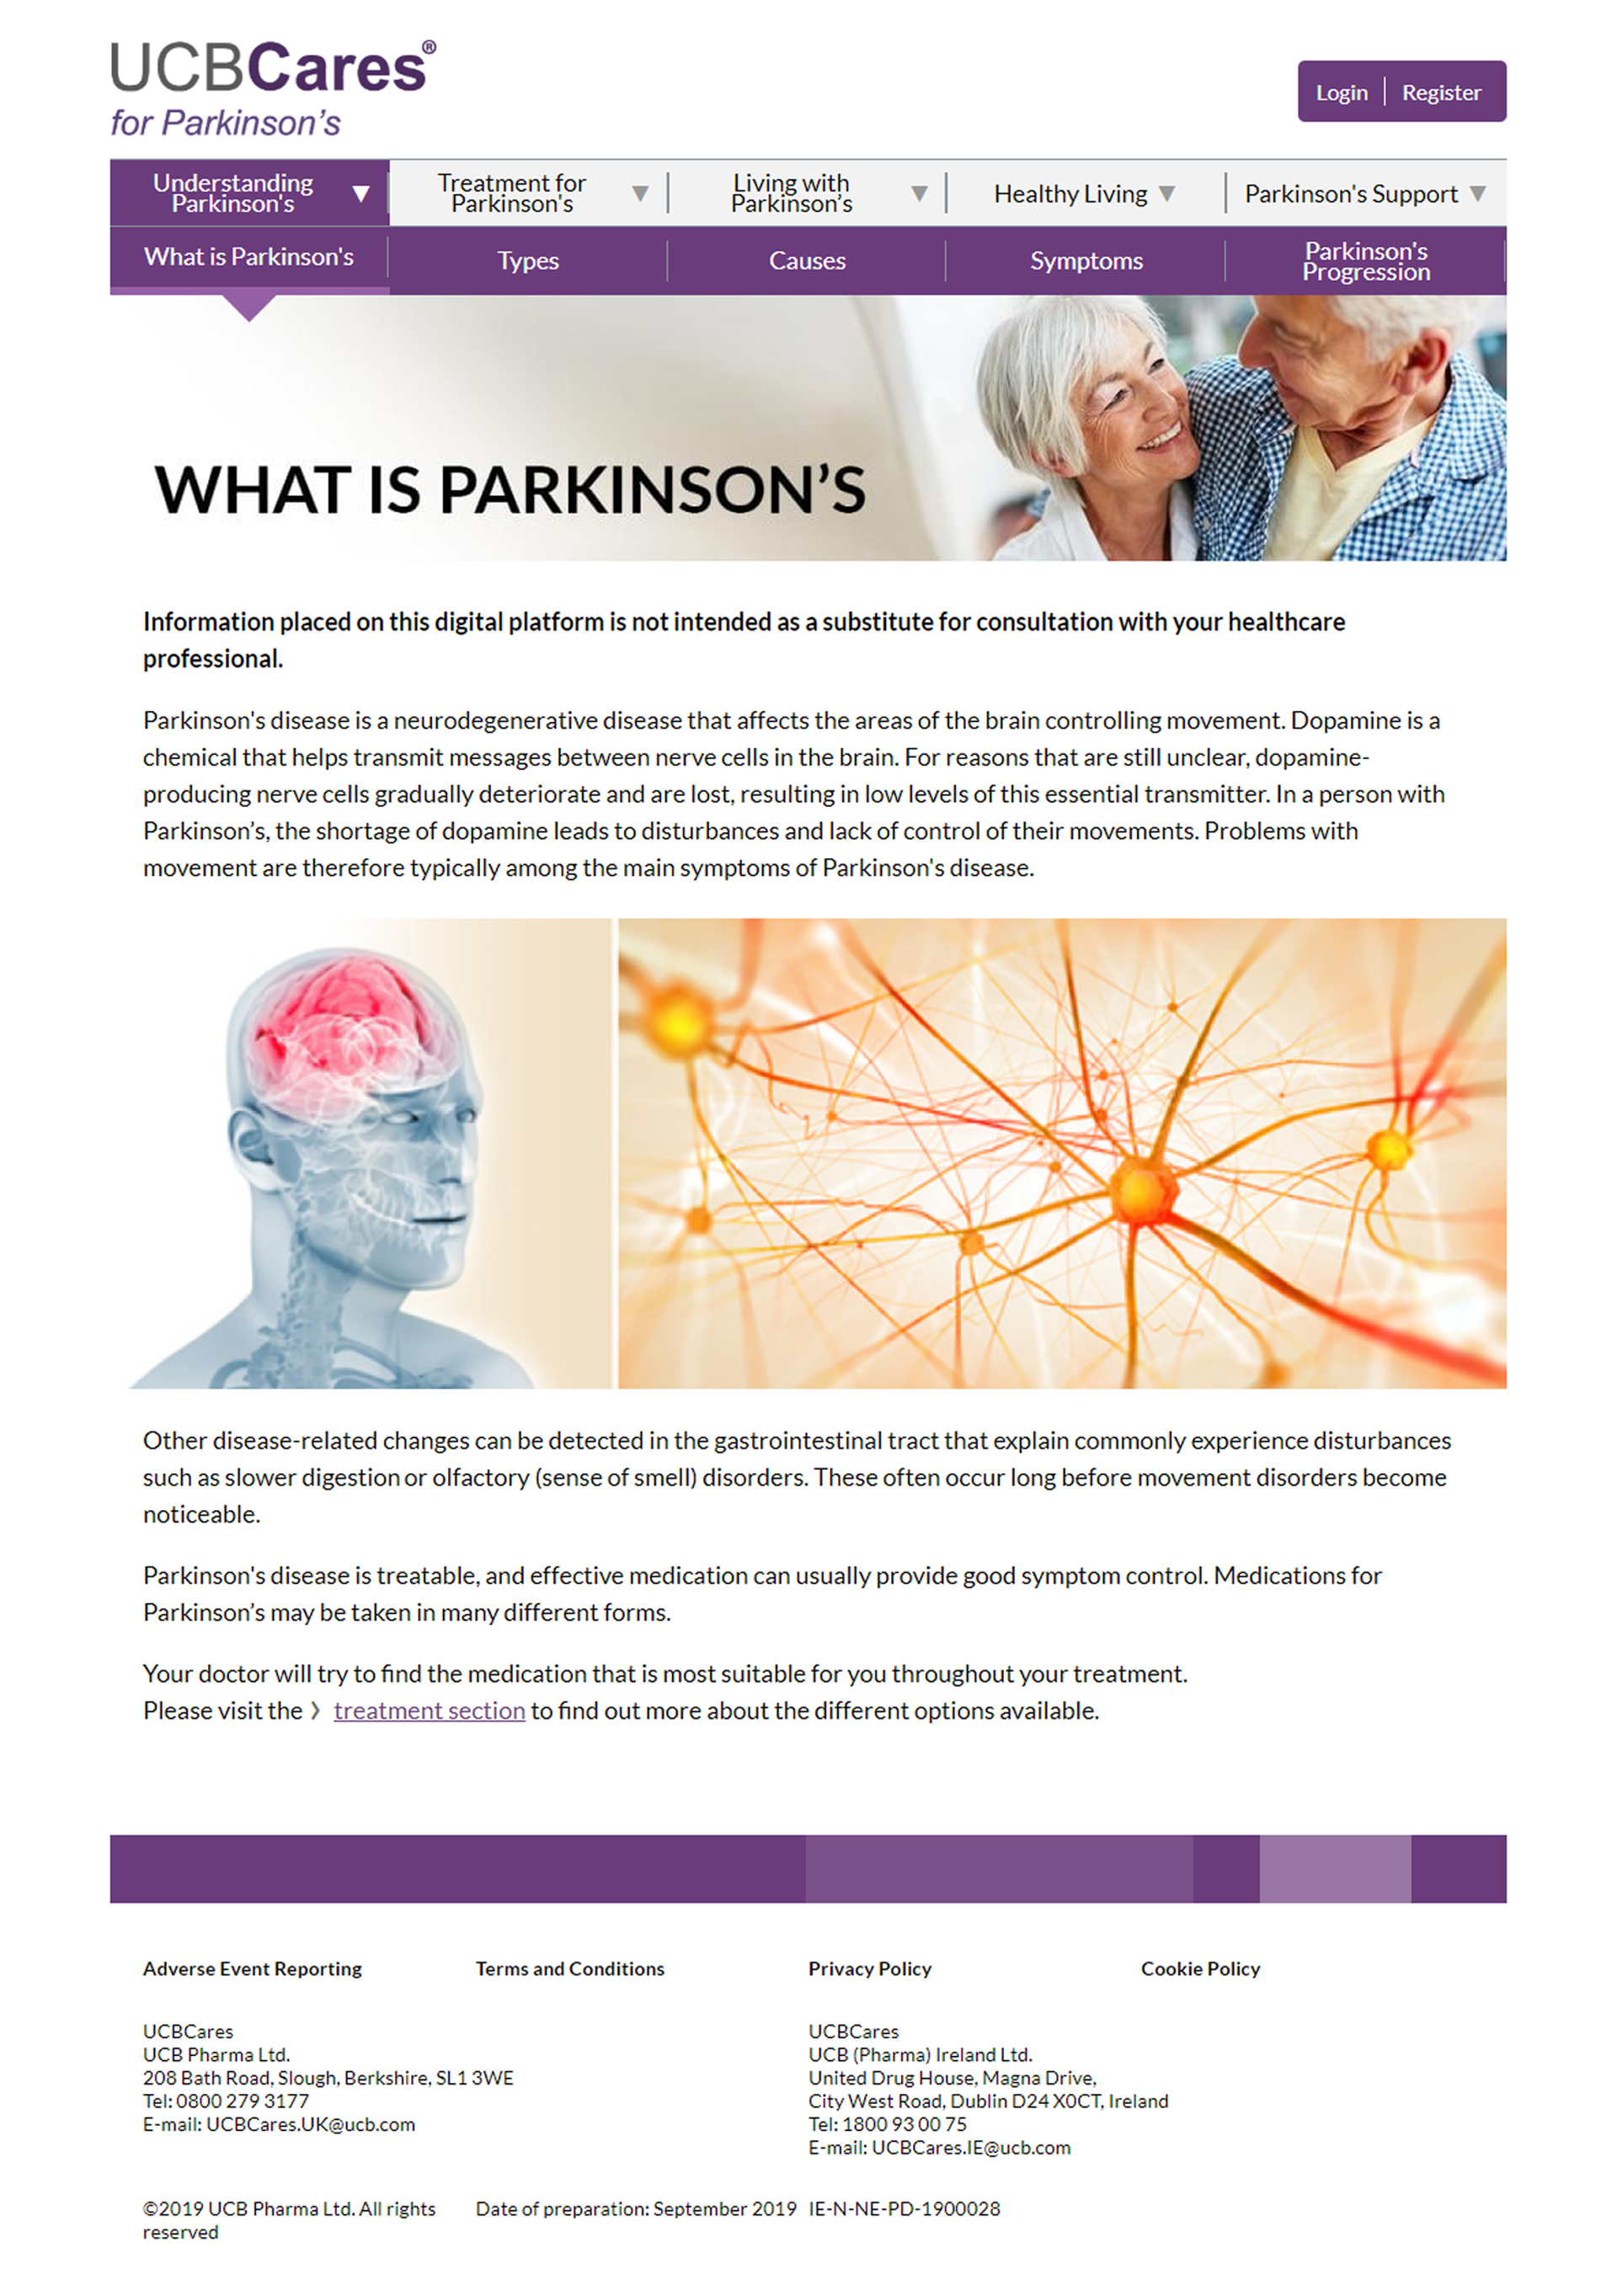 UCBCares®
for Parkinson's
Login | Register
Understanding
Parkinson's
Treatment for
Parkinson's
Living with
Parkinson’s
Healthy Living
Parkinson's Support
What is Parkinson's
Types
Causes
Symptoms
Parkinson's
Progression
WHAT IS PARKINSON’S
Information placed on this digital platform is not intended as a substitute for consultation with your healthcare
professional.
Parkinson's disease is a neurodegenerative disease that affects the areas of the brain controlling movement. Dopamine is a
chemical that helps transmit messages between nerve cells in the brain. For reasons that are still unclear, dopamine-
producing nerve cells gradually deteriorate and are lost, resulting in low levels of this essential transmitter. In a person with
Parkinson’s, the shortage of dopamine leads to disturbances and lack of control of their movements. Problems with
movement are therefore typically among the main symptoms of Parkinson's disease.
Other disease-related changes can be detected in the gastrointestinal tract that explain commonly experience disturbances
such as slower digestion or olfactory (sense of smell) disorders. These often occur long before movement disorders become
noticeable.
Parkinson's disease is treatable, and effective medication can usually provide good symptom control. Medications for
Parkinson’s may be taken in many different forms.
Your doctor will try to find the medication that is most suitable for you throughout your treatment.
Please visit the ❯ treatment section to find out more about the different options available.
Adverse Event Reporting
Terms and Conditions
Privacy Policy
Cookie Policy
UCBCares
UCB Pharma Ltd.
208 Bath Road, Slough, Berkshire, SL1 3WE
Tel: 0800 279 3177
E-mail: UCBCares.UK@ucb.com
UCBCares
UCB (Pharma) Ireland Ltd.
United Drug House, Magna Drive,
City West Road, Dublin D24 X0CT, Ireland
Tel: 1800 93 00 75
E-mail: UCBCares.IE@ucb.com
©2019 UCB Pharma Ltd. All rights
reserved
Date of preparation: September 2019
IE-N-NE-PD-1900028